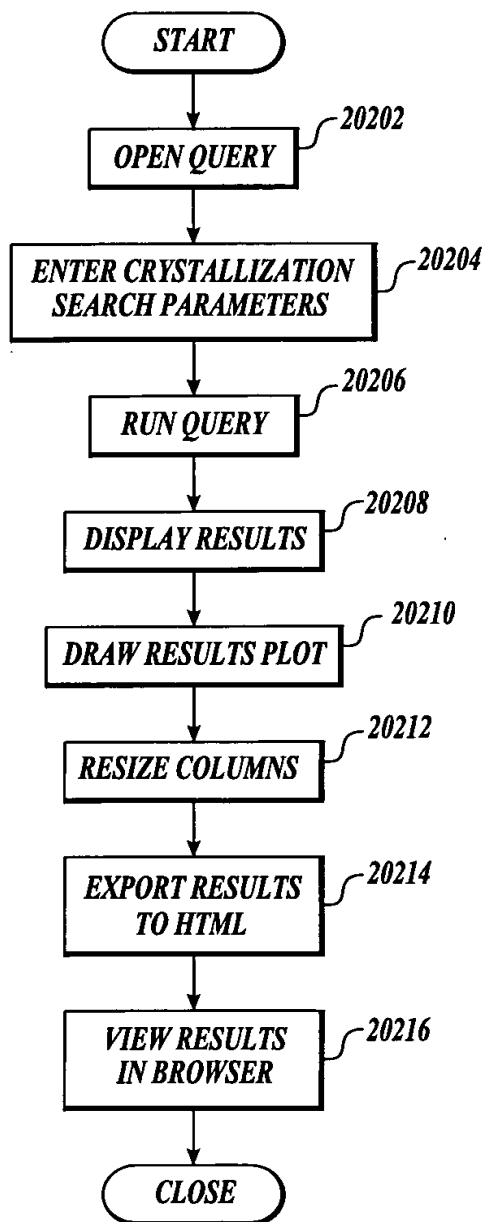 START
20202
OPEN QUERY
20204
ENTER CRYSTALLIZATION
SEARCH PARAMETERS
20206
RUN QUERY
20208
DISPLAY RESULTS
20210
DRAW RESULTS PLOT
20212
RESIZE COLUMNS
20214
EXPORT RESULTS
TO HTML
20216
VIEW RESULTS
IN BROWSER
CLOSE